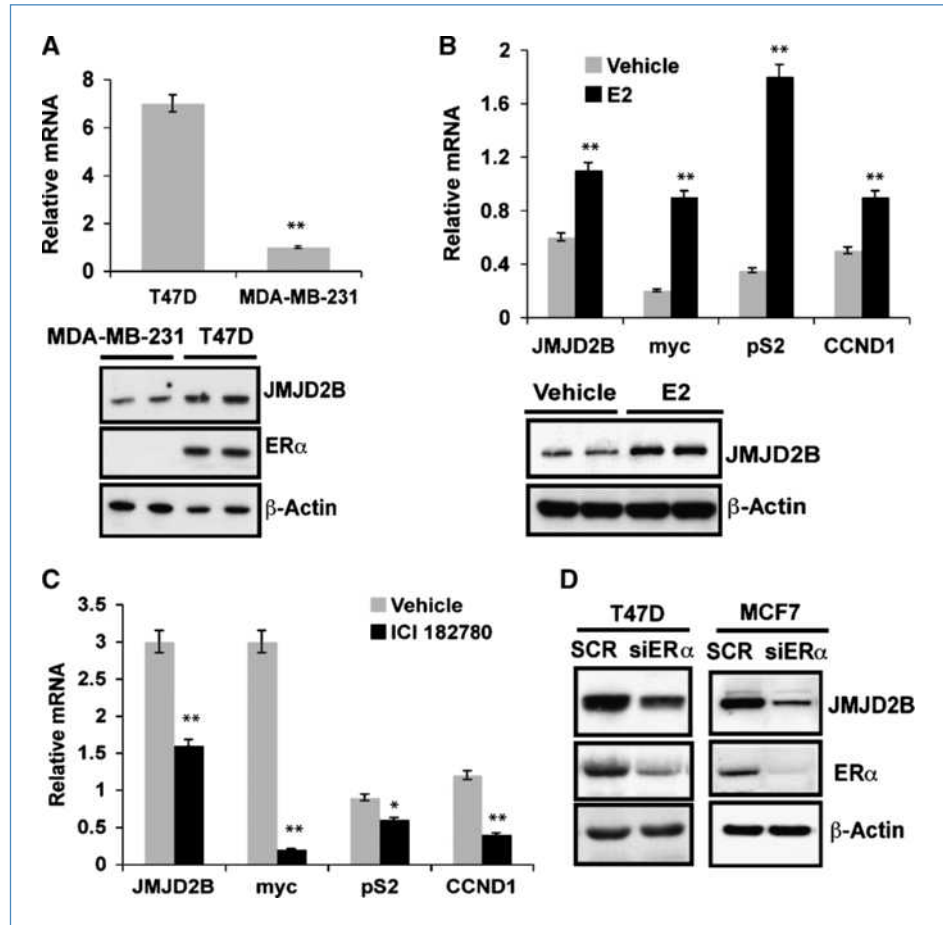 A
Relative mRNA
8
6
4
2
0
**
T47D MDA-MB-231
MDA-MB-231 T47D
JMJD2B
ERα
β-Actin
B
Relative mRNA
2
1.6
1.2
0.8
0.4
0
Vehicle
E2
** ** ** **
JMJD2B myc pS2 CCND1
Vehicle E2
JMJD2B
β-Actin
C
Relative mRNA
3.5
3
2.5
2
1.5
1
0.5
0
Vehicle
ICI 182780
** ** * **
JMJD2B myc pS2 CCND1
D
T47D MCF7
SCR siERα SCR siERα
JMJD2B
ERα
β-Actin